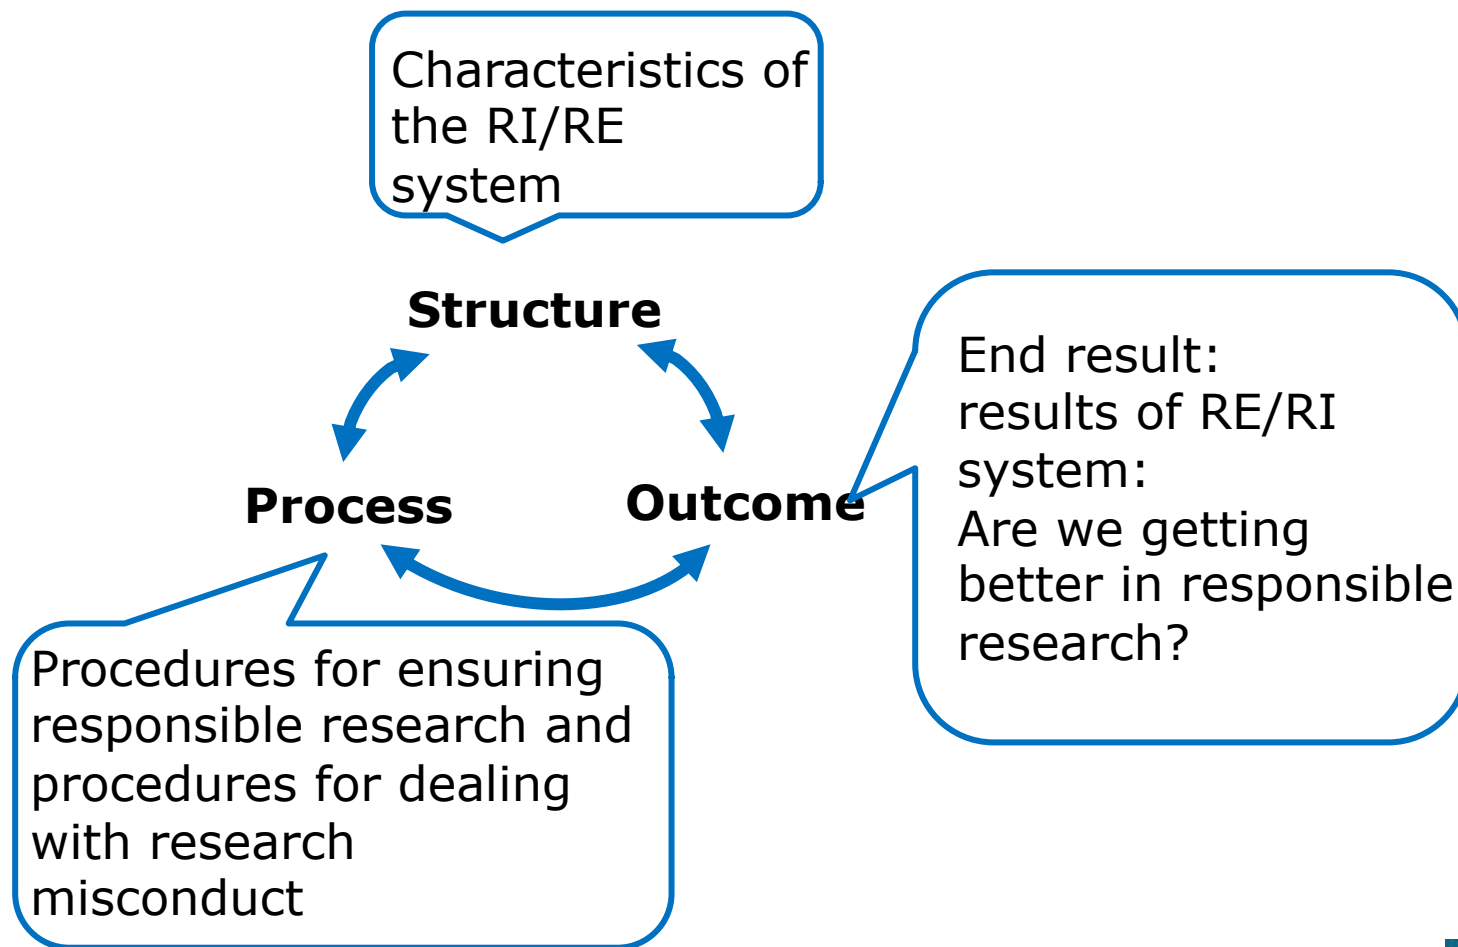 Characteristics of
the RI/RE
system
Structure
Process
Outcome
End result:
results of RE/RI
system:
Are we getting
better in responsible
research?
Procedures for ensuring
responsible research and
procedures for dealing
with research
misconduct